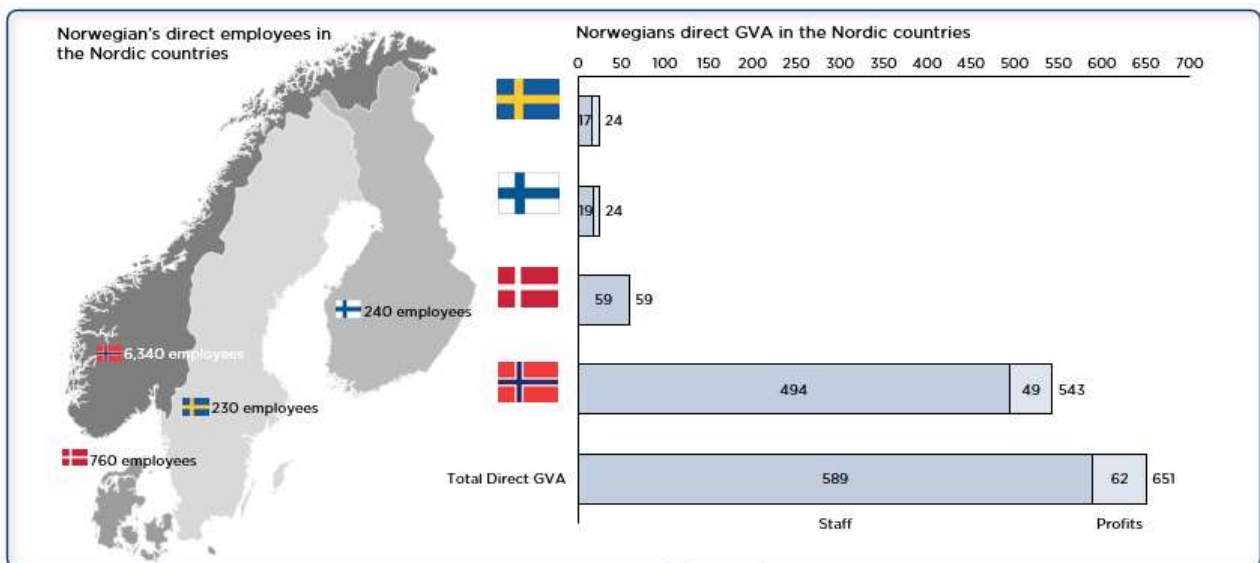 Norwegian's direct employees in
the Nordic countries
240 employees
6,340 employees
230 employees
760 employees
Norwegians direct GVA in the Nordic countries
0 50 100 150 200 250 300 350 400 450 500 550 600 650 700
17 24
19 24
59 59
494 49 543
Total Direct GVA 589 62 651
Staff Profits